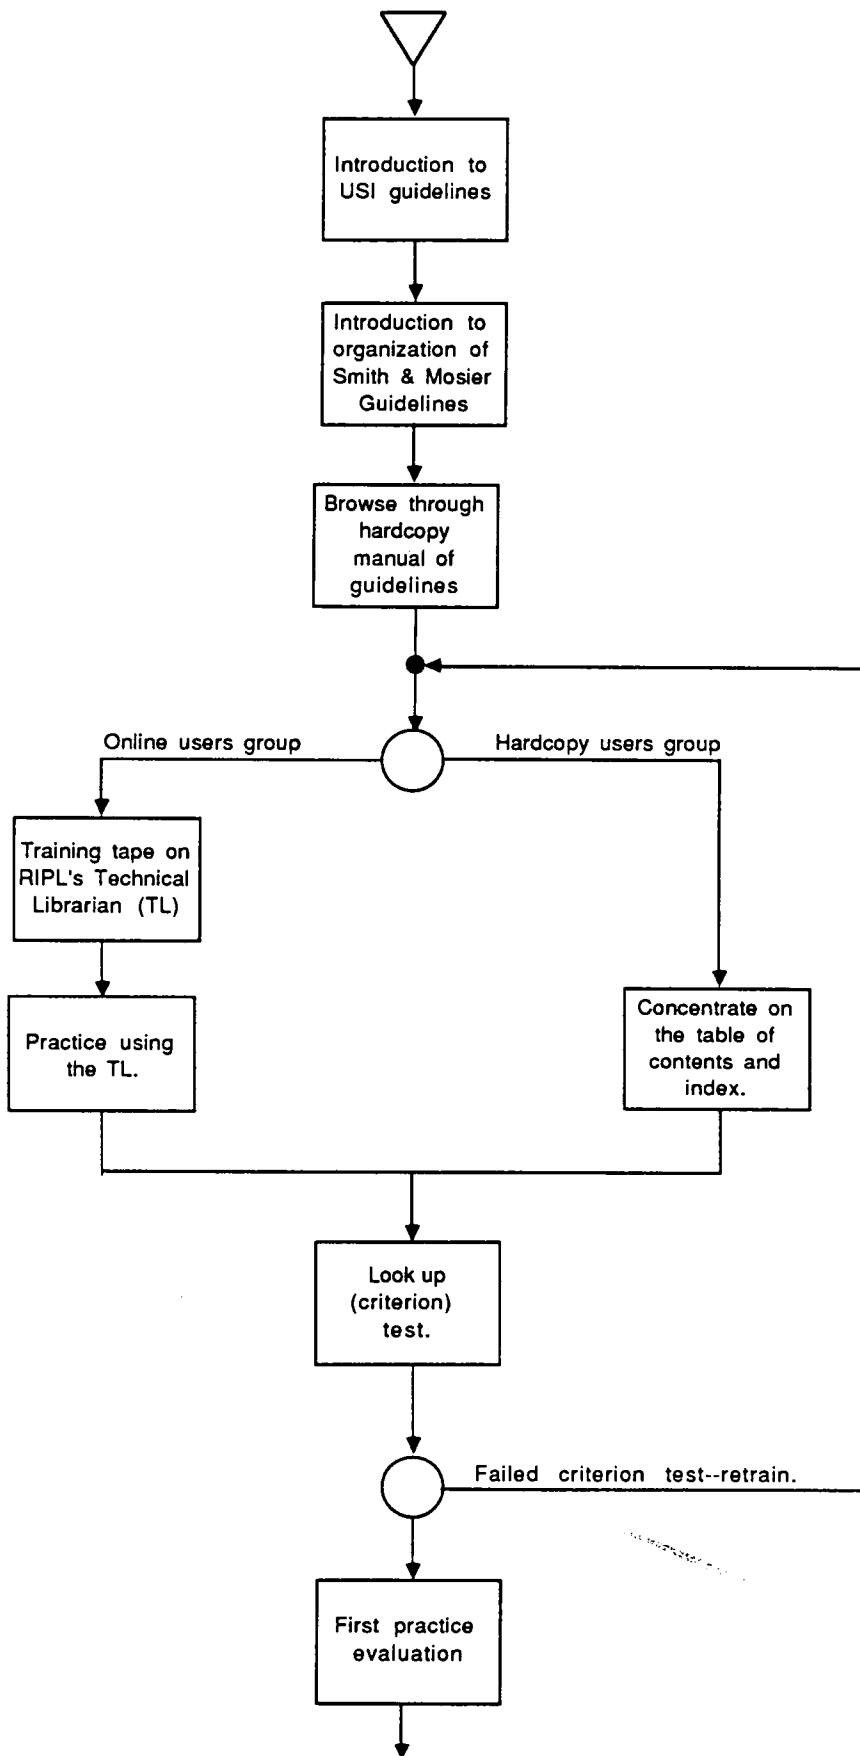 Introduction to
USI guidelines
Introduction to
organization of
Smith & Mosier
Guidelines
Browse through
hardcopy
manual of
guidelines
Online users group
Hardcopy users group
Training tape on
RIPL's Technical
Librarian (TL)
Practice using
the TL.
Concentrate on
the table of
contents and
index.
Look up
(criterion)
test.
Failed criterion test--retrain.
First practice
evaluation